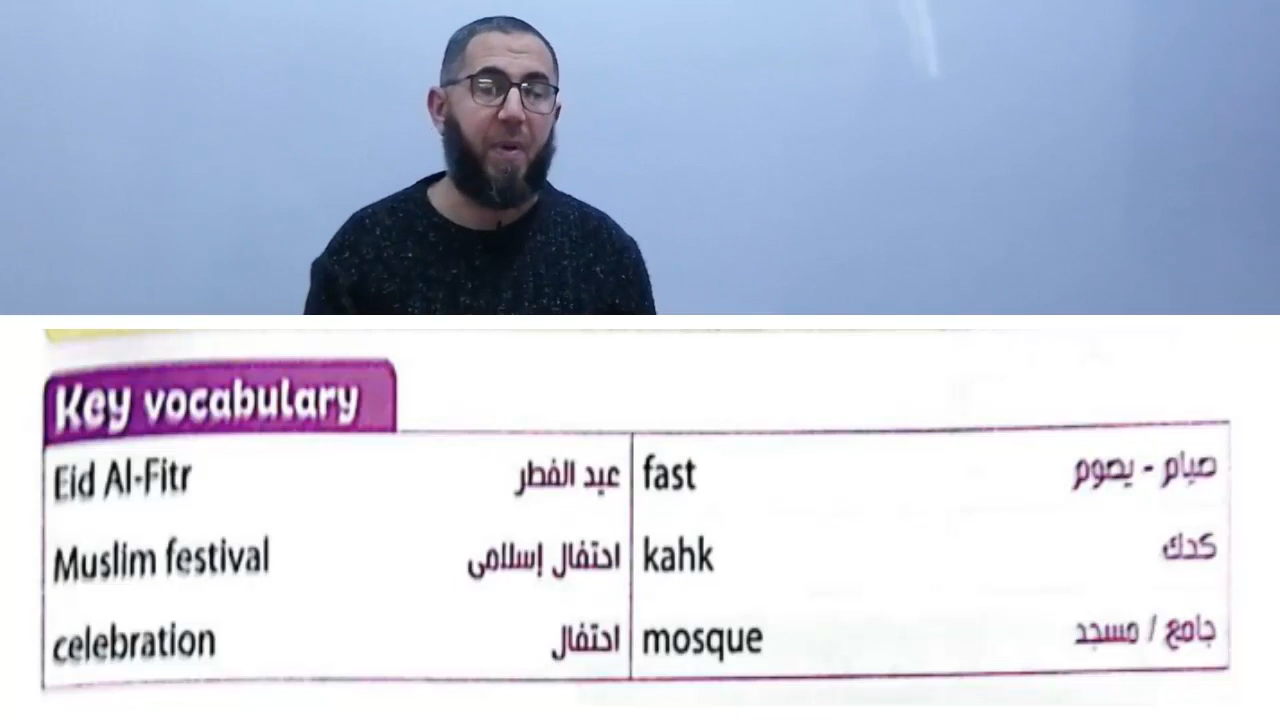 Key vocabulary
Eid Al-Fitr عيد الفطر fast صيام - يصوم
Muslim festival احتفال إسلامى kahk كحك
celebration احتفال mosque جامع / مسجد